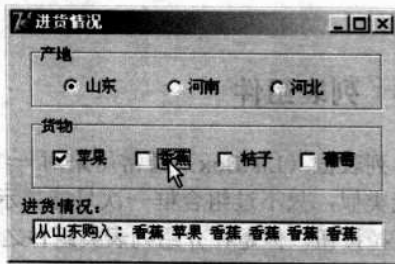 进货情况
产地
山东 河南 河北
货物
苹果 香蕉 桔子 葡萄
进货情况：
从山东购入： 香蕉 苹果 香蕉 香蕉 香蕉 香蕉